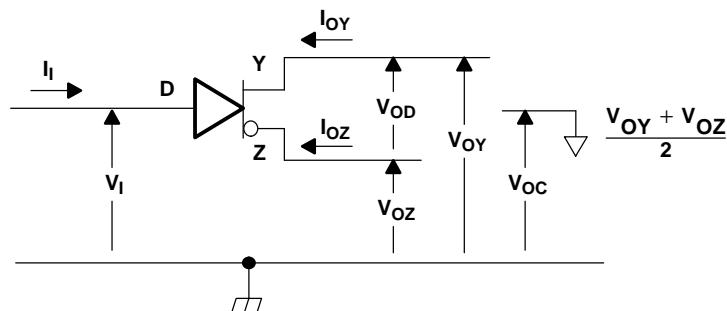 I_OY
I_I
D
Y
V_OD
I_OZ
Z
V_OY
V_OY + V_OZ
2
V_I
V_OZ
V_OC